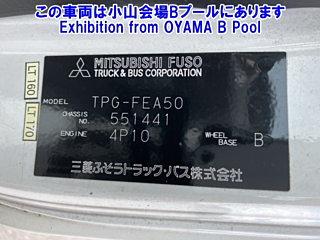 この車両は小山会場Bプールにあります
Exhibition from OYAMA B Pool
LT160
LT170
MITSUBISHI FUSO
TRUCK & BUS CORPORATION
MODEL TPG-FEA50
CHASSIS NO. 551441
ENGINE 4P10 WHEEL BASE B
三菱ふそうトラック・バス株式会社